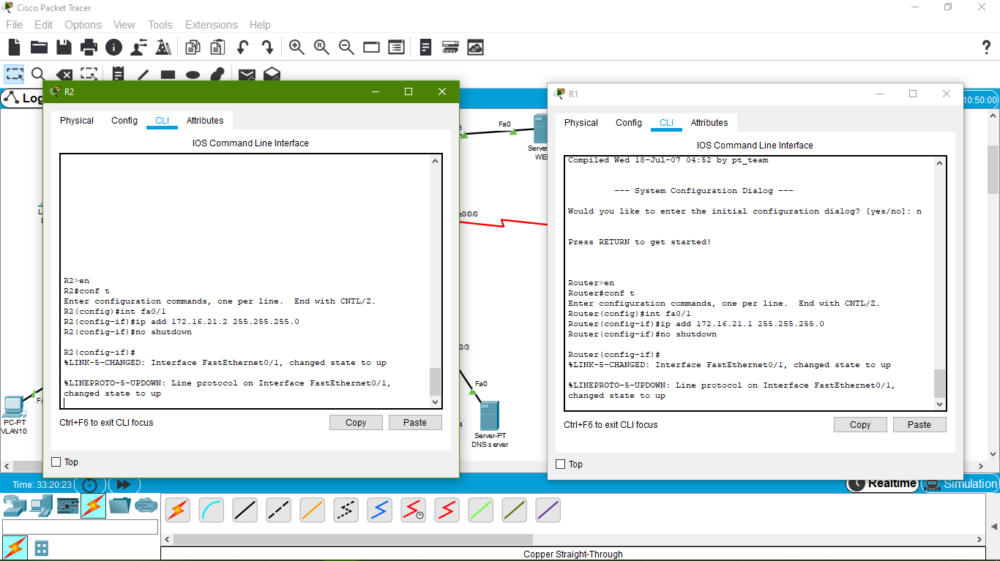 Cisco Packet Tracer
File Edit Options View Tools Extensions Help
R2
Physical Config CLI Attributes
IOS Command Line Interface
R2>en
R2#conf t
Enter configuration commands, one per line.  End with CNTL/Z.
R2(config)#int fa0/1
R2(config-if)#ip add 172.16.21.2 255.255.255.0
R2(config-if)#no shutdown
R2(config-if)#
%LINK-5-CHANGED: Interface FastEthernet0/1, changed state to up
%LINEPROTO-5-UPDOWN: Line protocol on Interface FastEthernet0/1,
changed state to up
Ctrl+F6 to exit CLI focus
Copy Paste
Top
R1
Physical Config CLI Attributes
IOS Command Line Interface
Compiled Wed 18-Jul-07 04:52 by pt_team
--- System Configuration Dialog ---
Would you like to enter the initial configuration dialog? [yes/no]: n
Press RETURN to get started!
Router>en
Router#conf t
Enter configuration commands, one per line.  End with CNTL/Z.
Router(config)#int fa0/1
Router(config-if)#ip add 172.16.21.1 255.255.255.0
Router(config-if)#no shutdown
Router(config-if)#
%LINK-5-CHANGED: Interface FastEthernet0/1, changed state to up
%LINEPROTO-5-UPDOWN: Line protocol on Interface FastEthernet0/1,
changed state to up
Ctrl+F6 to exit CLI focus
Copy Paste
Top
Log
10:50:00
Fa0
Server-
WE
e0/0/0
0/3
Fa0
4
Server-PT
DNS server
PC-PT
VLAN10
Time: 33:20:23
Realtime
Simulation
Copper Straight-Through